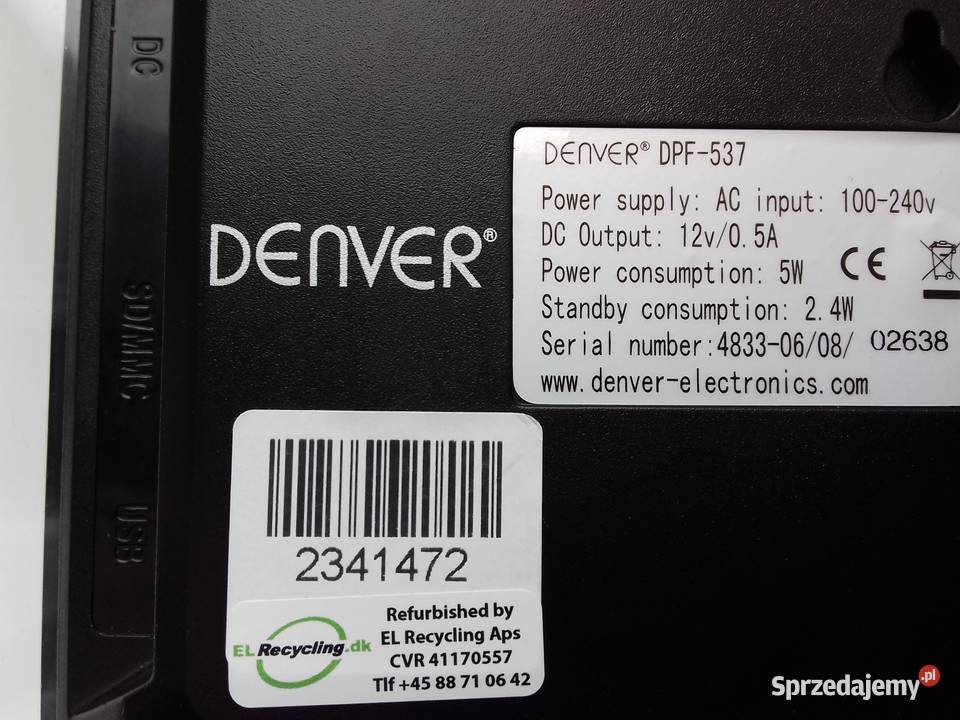 DC
SD/MMC
USB
DENVER®
DENVER® DPF-537
Power supply: AC input: 100-240v
DC Output: 12v/0.5A
Power consumption: 5W
Standby consumption: 2.4W
Serial number:4833-06/08/ 02638
www.denver-electronics.com
CE
2341472
EL Recycling.dk
Refurbished by
EL Recycling Aps
CVR 41170557
Tlf +45 88 71 06 42
Sprzedajemy.pl